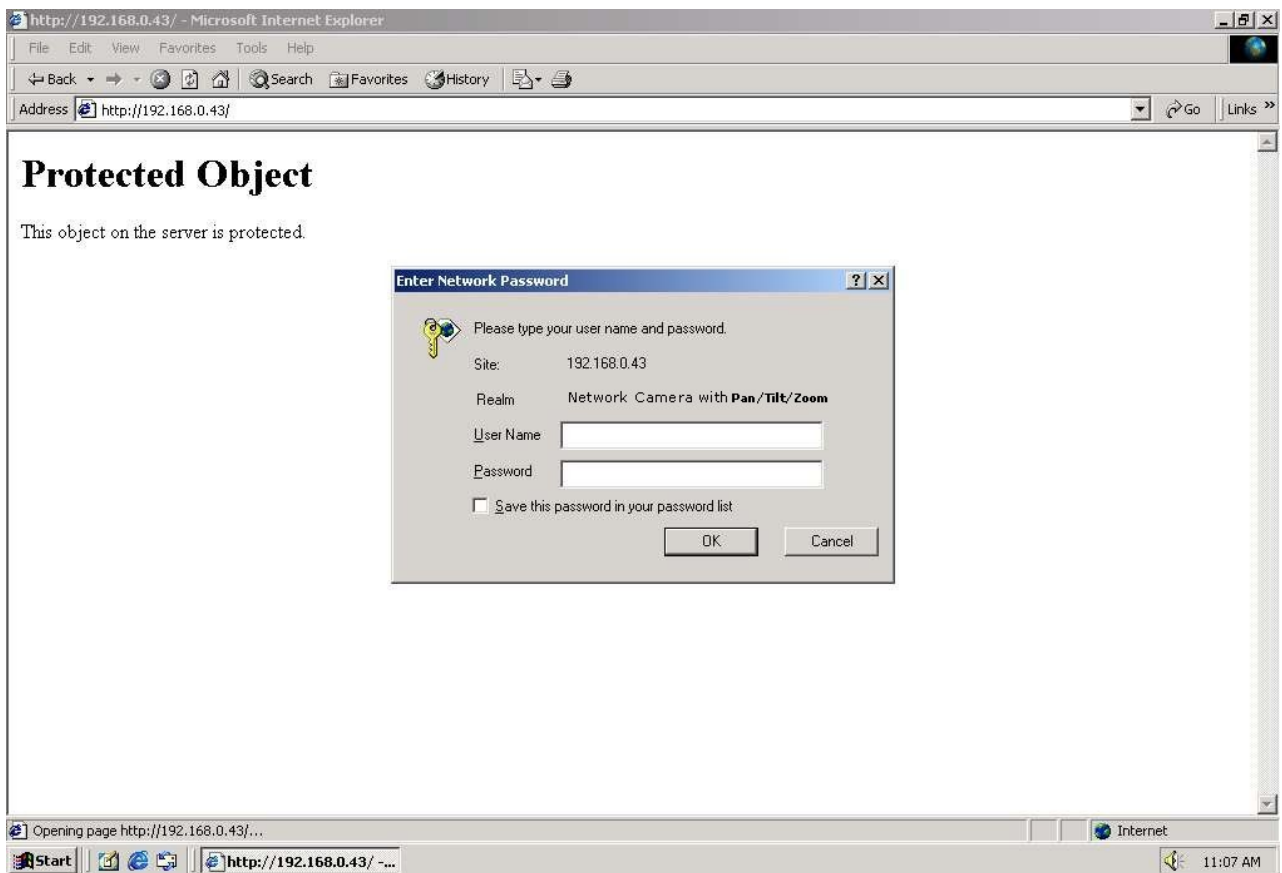 http://192.168.0.43/ - Microsoft Internet Explorer
File Edit View Favorites Tools Help
Back Search Favorites History
Address http://192.168.0.43/ Go Links »
Protected Object
This object on the server is protected.
Enter Network Password
Please type your user name and password.
Site: 192.168.0.43
Realm Network Camera with Pan/Tilt/Zoom
User Name
Password
Save this password in your password list
OK Cancel
Opening page http://192.168.0.43/... Internet
Start http://192.168.0.43/ -... 11:07 AM